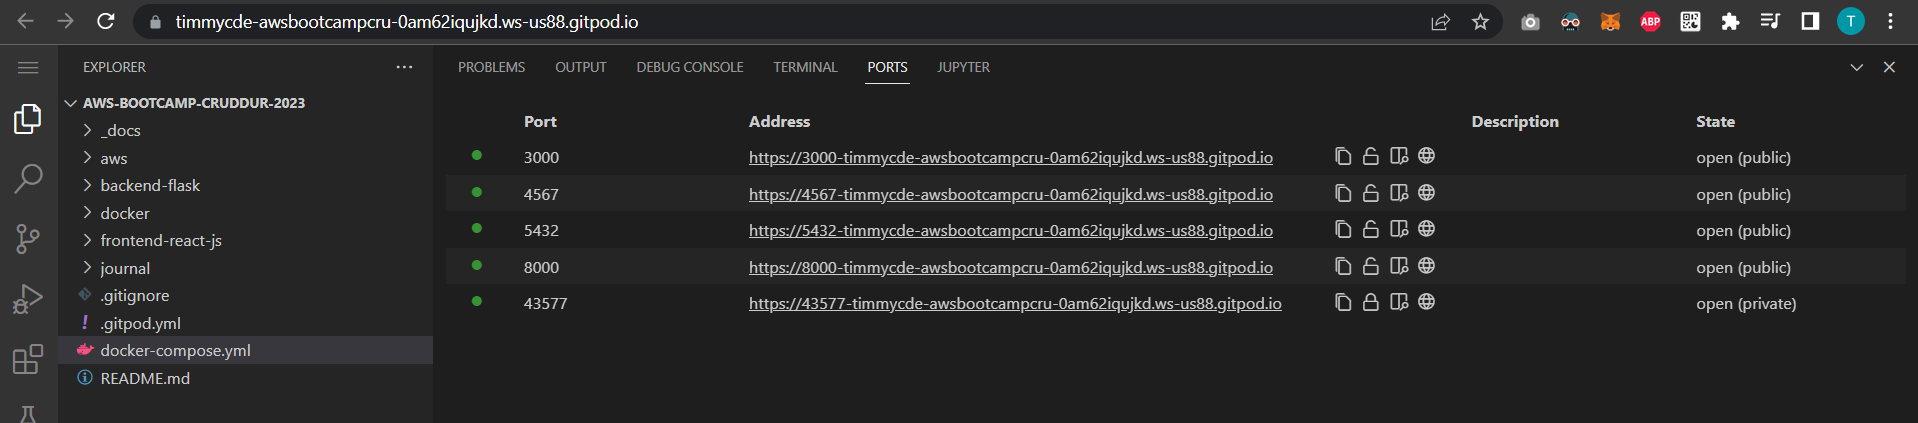 timmycde-awsbootcampcru-0am62iqujkd.ws-us88.gitpod.io
ABP
T
EXPLORER
PROBLEMS OUTPUT DEBUG CONSOLE TERMINAL PORTS JUPYTER
AWS-BOOTCAMP-CRUDDUR-2023
_docs
aws
backend-flask
docker
frontend-react-js
journal
.gitignore
.gitpod.yml
docker-compose.yml
README.md
Port Address Description State
3000 https://3000-timmycde-awsbootcampcru-0am62iqujkd.ws-us88.gitpod.io open (public)
4567 https://4567-timmycde-awsbootcampcru-0am62iqujkd.ws-us88.gitpod.io open (public)
5432 https://5432-timmycde-awsbootcampcru-0am62iqujkd.ws-us88.gitpod.io open (public)
8000 https://8000-timmycde-awsbootcampcru-0am62iqujkd.ws-us88.gitpod.io open (public)
43577 https://43577-timmycde-awsbootcampcru-0am62iqujkd.ws-us88.gitpod.io open (private)